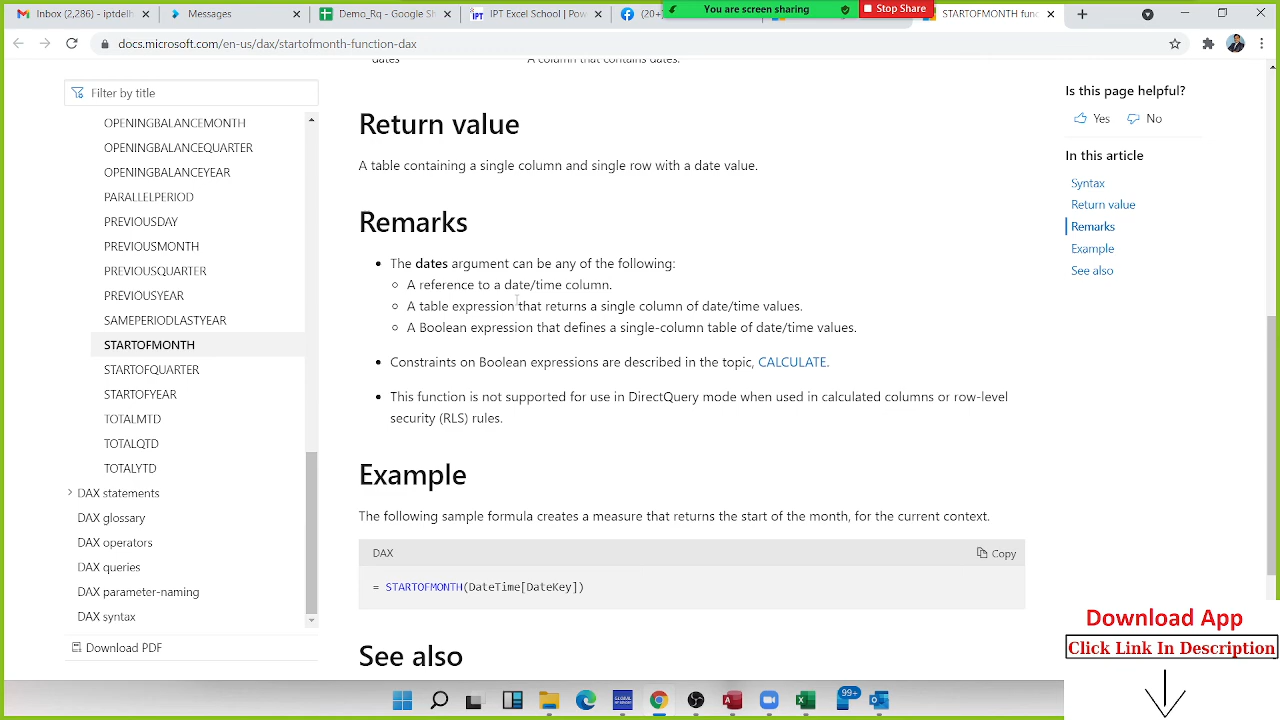 Inbox (2,286) - iptdelh
Messages
Demo_Rq - Google Sh
IPT Excel School | Pow
(20+)
You are screen sharing
Stop Share
STARTOFMONTH func
docs.microsoft.com/en-us/dax/startofmonth-function-dax
dates
A column that contains dates.
Filter by title
OPENINGBALANCEMONTH
OPENINGBALANCEQUARTER
OPENINGBALANCEYEAR
PARALLELPERIOD
PREVIOUSDAY
PREVIOUSMONTH
PREVIOUSQUARTER
PREVIOUSYEAR
SAMEPERIODLASTYEAR
STARTOFMONTH
STARTOFQUARTER
STARTOFYEAR
TOTALMTD
TOTALQTD
TOTALYTD
DAX statements
DAX glossary
DAX operators
DAX queries
DAX parameter-naming
DAX syntax
Download PDF
Return value
A table containing a single column and single row with a date value.
Remarks
• The dates argument can be any of the following:
○ A reference to a date/time column.
○ A table expression that returns a single column of date/time values.
○ A Boolean expression that defines a single-column table of date/time values.
• Constraints on Boolean expressions are described in the topic, CALCULATE.
• This function is not supported for use in DirectQuery mode when used in calculated columns or row-level
security (RLS) rules.
Example
The following sample formula creates a measure that returns the start of the month, for the current context.
DAX
Copy
= STARTOFMONTH(DateTime[DateKey])
See also
Is this page helpful?
Yes
No
In this article
Syntax
Return value
Remarks
Example
See also
Download App
Click Link In Description
99+